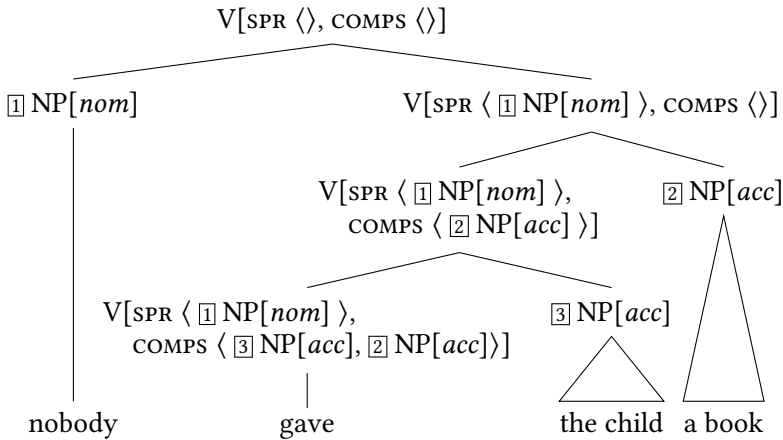 V[SPR ⟨⟩, COMPS ⟨⟩]
1 NP[nom] V[SPR ⟨ 1 NP[nom] ⟩, COMPS ⟨⟩]
V[SPR ⟨ 1 NP[nom] ⟩,
COMPS ⟨ 2 NP[acc] ⟩]
2 NP[acc]
V[SPR ⟨ 1 NP[nom] ⟩,
COMPS ⟨ 3 NP[acc], 2 NP[acc]⟩]
3 NP[acc]
nobody gave the child a book